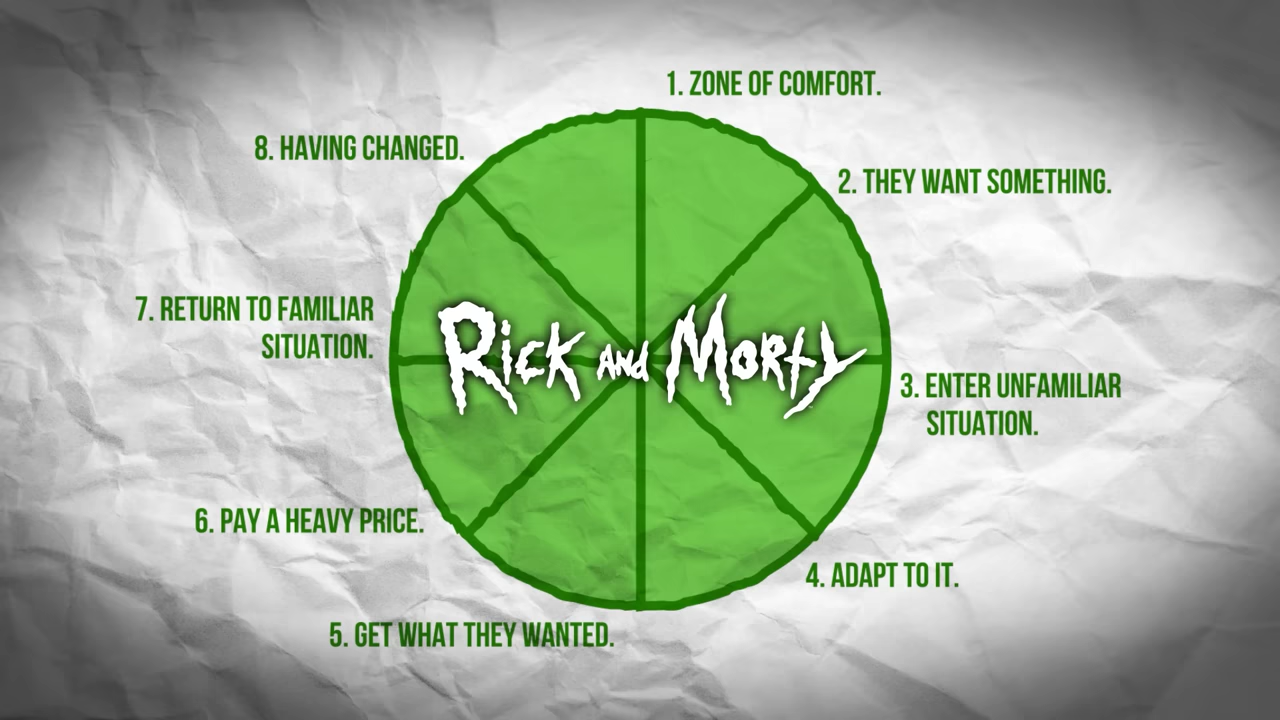 1. ZONE OF COMFORT.
2. THEY WANT SOMETHING.
3. ENTER UNFAMILIAR
SITUATION.
4. ADAPT TO IT.
5. GET WHAT THEY WANTED.
6. PAY A HEAVY PRICE.
7. RETURN TO FAMILIAR
SITUATION.
8. HAVING CHANGED.
Rick and Morty